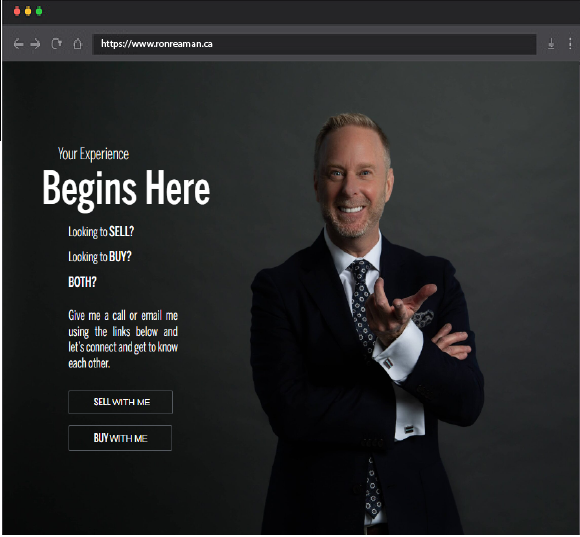 https://www.ronreaman.ca
Your Experience
Begins Here
Looking to SELL?
Looking to BUY?
BOTH?
Give me a call or email me
using the links below and
let's connect and get to know
each other.
SELL WITH ME
BUY WITH ME